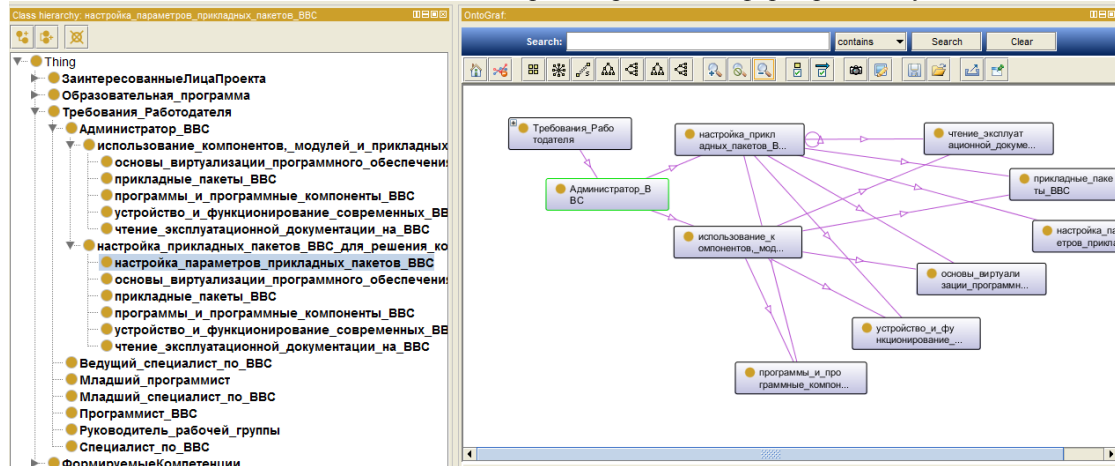 Class hierarchy: настройка_параметров_прикладных_пакетов_ВВС
Thing
ЗаинтересованныеЛицаПроекта
Образовательная_программа
Требования_Работодателя
Администратор_ВВС
использование_компонентов,_модулей_и_прикладных
основы_виртуализации_программного_обеспечени
прикладные_пакеты_ВВС
программы_и_программные_компоненты_ВВС
устройство_и_функционирование_современных_ВВ
чтение_эксплуатационной_документации_на_ВВС
настройка_прикладных_пакетов_ВВС_для_решения_ко
настройка_параметров_прикладных_пакетов_ВВС
основы_виртуализации_программного_обеспечени
прикладные_пакеты_ВВС
программы_и_программные_компоненты_ВВС
устройство_и_функционирование_современных_ВВ
чтение_эксплуатационной_документации_на_ВВС
Ведущий_специалист_по_ВВС
Младший_программист
Младший_специалист_по_ВВС
Программист_ВВС
Руководитель_рабочей_группы
Специалист_по_ВВС
ФормируемыеКомпетенции
OntoGraf:
Search:
contains
Search
Clear
Требования_Рабо
тодателя
настройка_прикл
адных_пакетов_В...
чтение_эксплуат
ационной_докуме...
Администратор_В
ВС
прикладные_паке
ты_ВВС
использование_к
омпонентов,_мод...
настройка_па
етров_прикла
основы_виртуали
зации_программн...
устройство_и_фу
нкционирование_...
программы_и_про
граммные_компон...